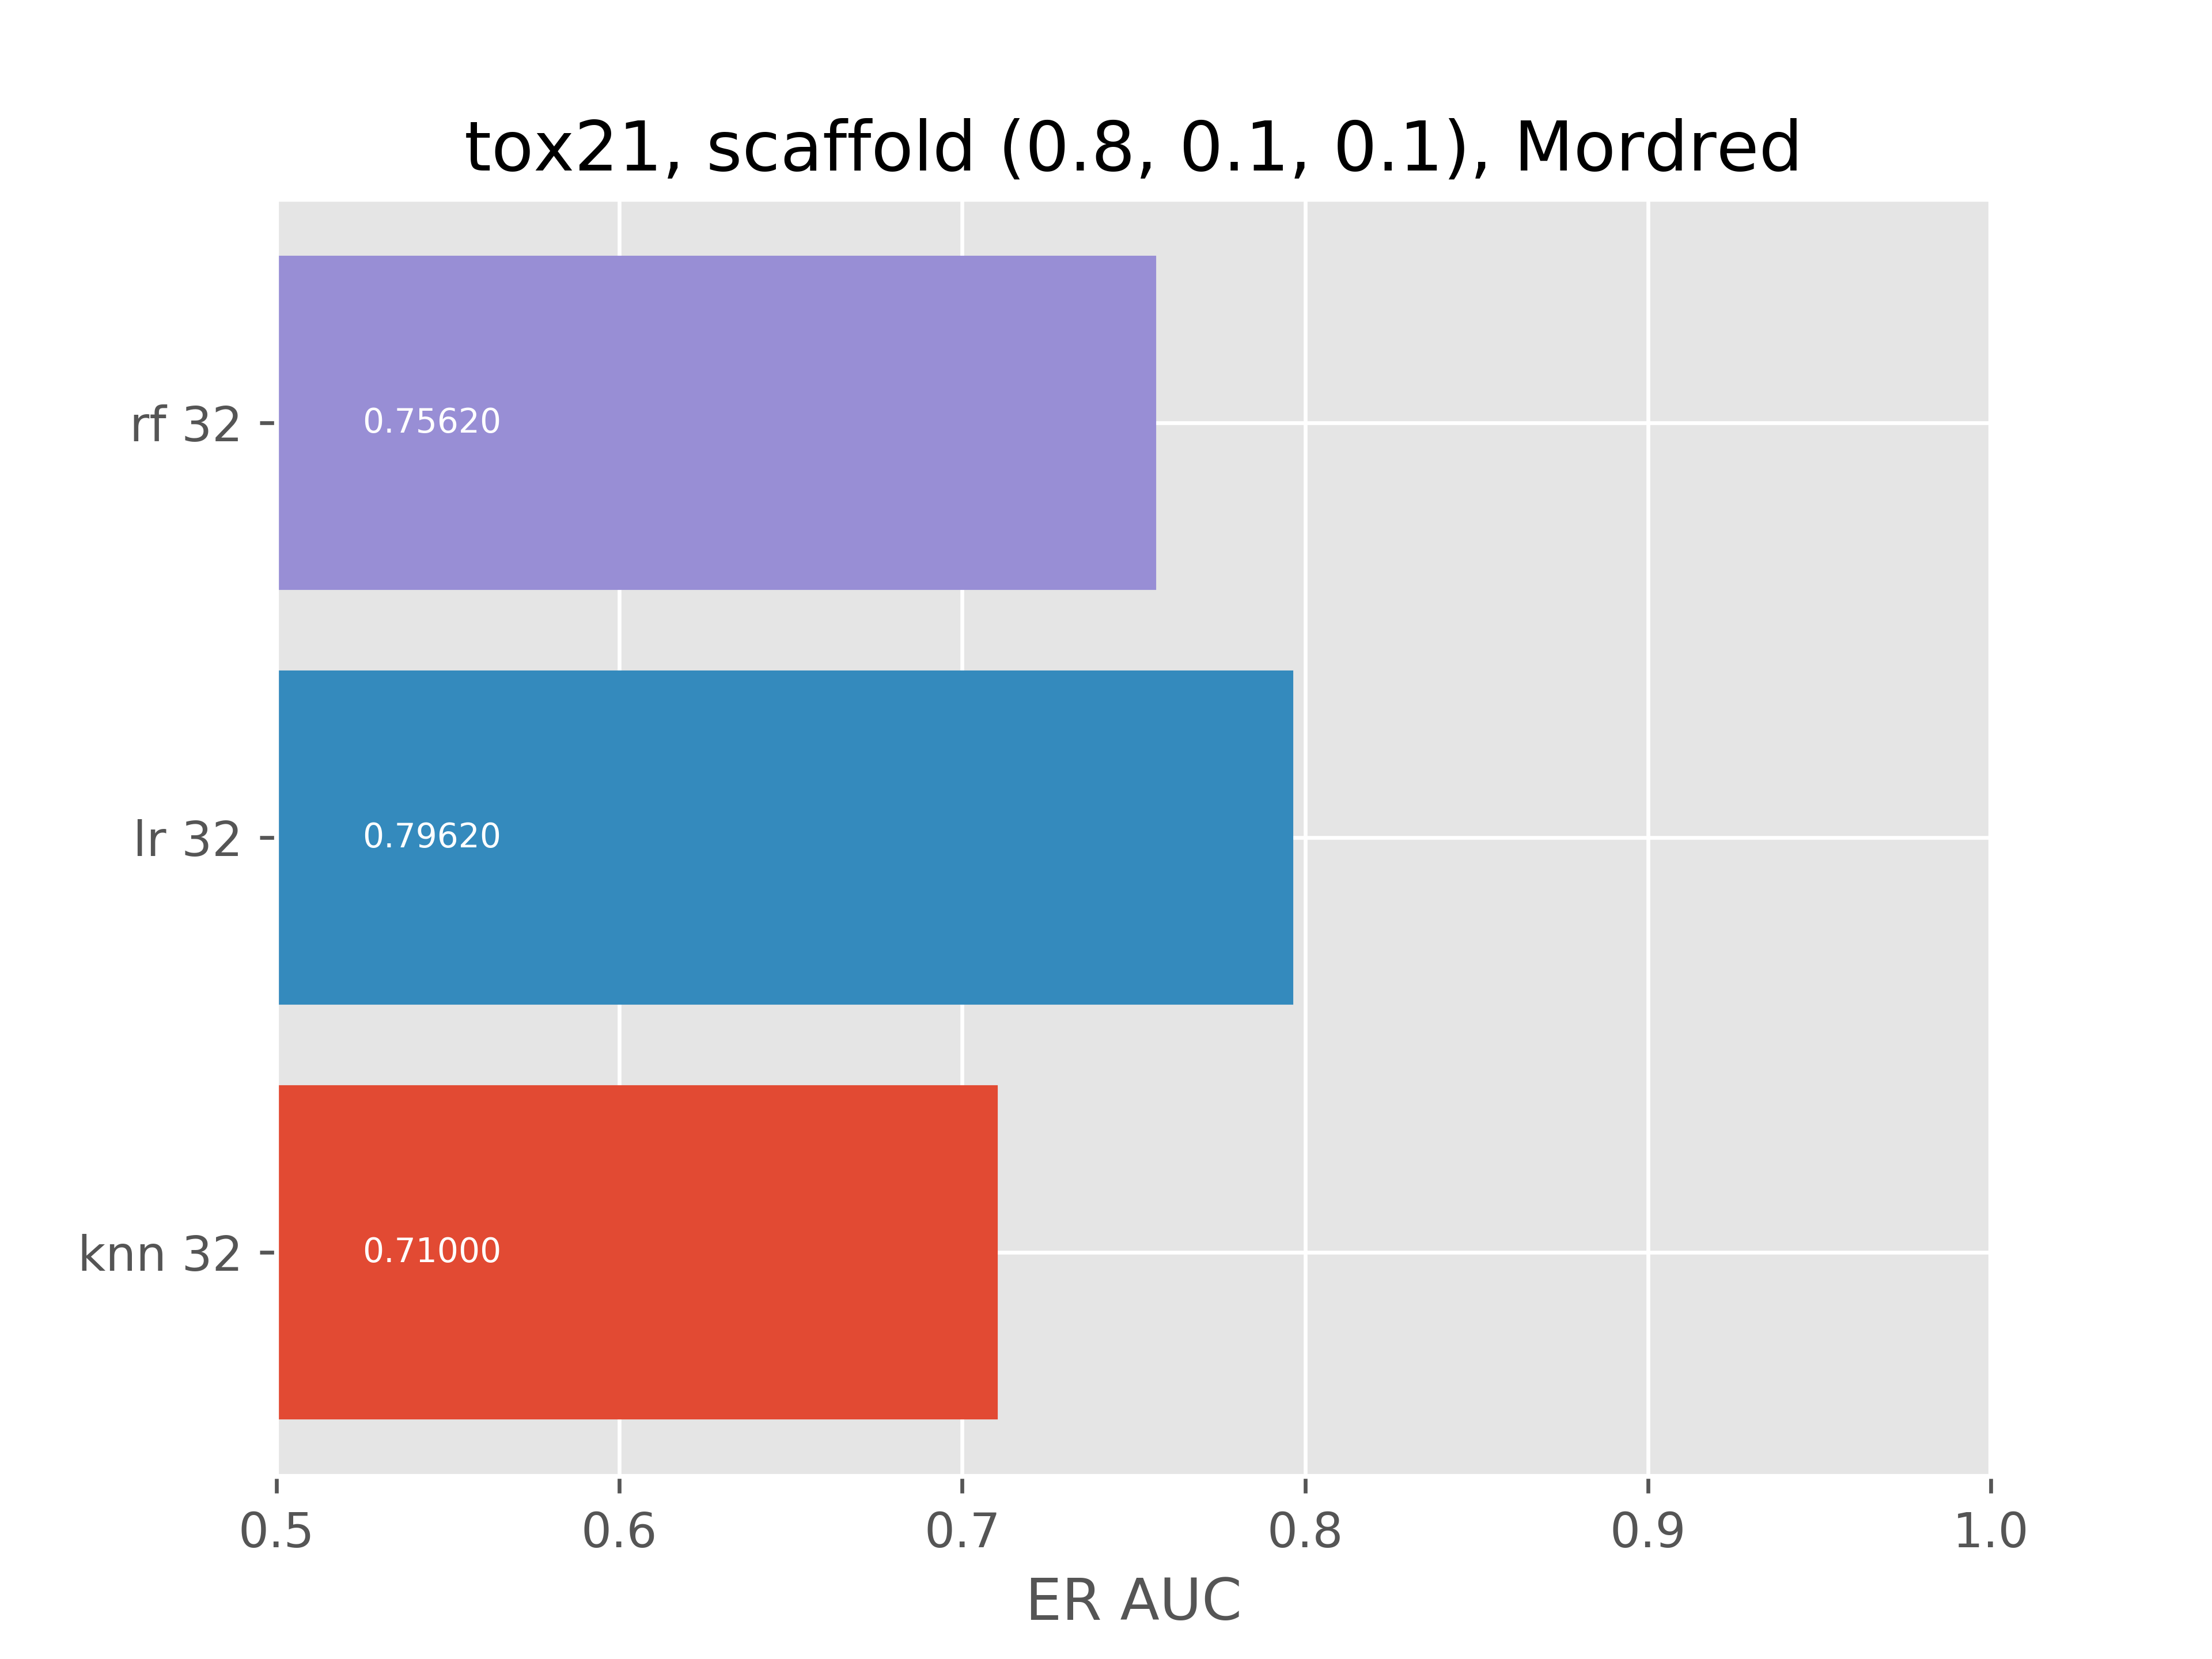 tox21, scaffold (0.8, 0.1, 0.1), Mordred
rf 32
0.75620
lr 32
0.79620
knn 32
0.71000
0.5 0.6 0.7 0.8 0.9 1.0
ER AUC